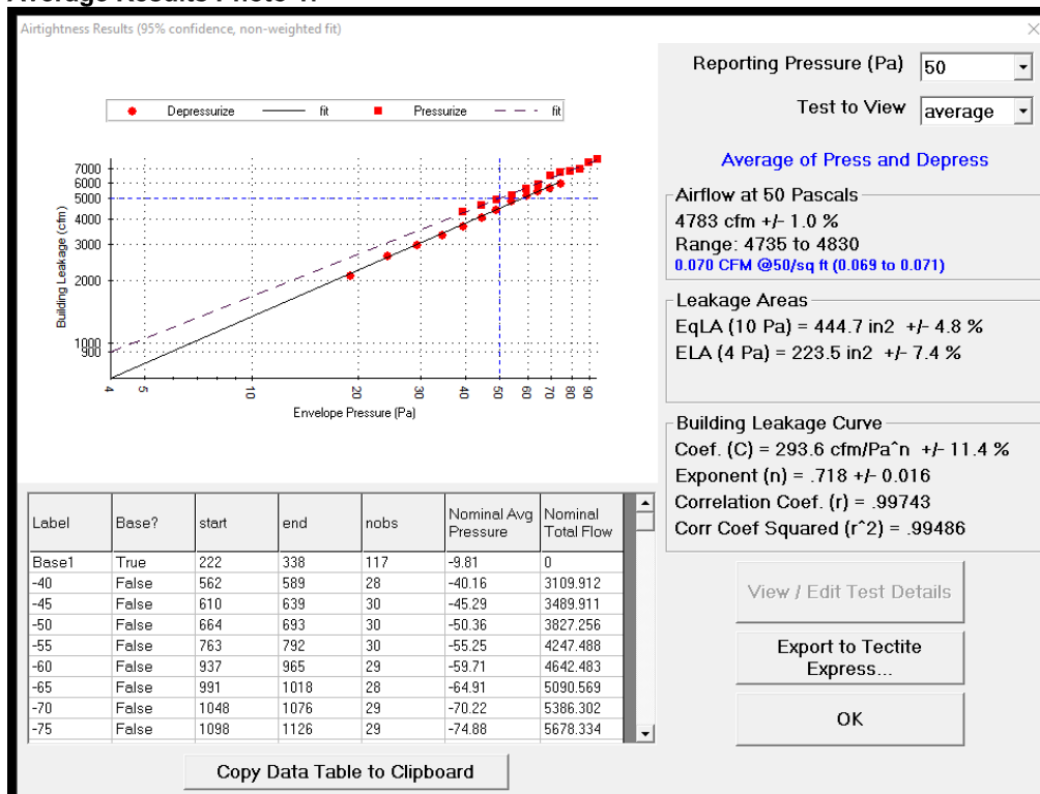 Airtightness Results (95% confidence, non-weighted fit)
Depressurize fit Pressurize fit
Building Leakage (cfm)
7000
6000
5000
4000
3000
2000
1000
900
4 5 10 20 30 40 50 60 70 80 90
Envelope Pressure (Pa)
Reporting Pressure (Pa) 50
Test to View average
Average of Press and Depress
Airflow at 50 Pascals
4783 cfm +/- 1.0 %
Range: 4735 to 4830
0.070 CFM @50/sq ft (0.069 to 0.071)
Leakage Areas
EqLA (10 Pa) = 444.7 in2 +/- 4.8 %
ELA (4 Pa) = 223.5 in2 +/- 7.4 %
Building Leakage Curve
Coef. (C) = 293.6 cfm/Pa^n +/- 11.4 %
Exponent (n) = .718 +/- 0.016
Correlation Coef. (r) = .99743
Corr Coef Squared (r^2) = .99486
Label Base? start end nobs Nominal Avg Pressure Nominal Total Flow
Base1 True 222 338 117 -9.81 0
-40 False 562 589 28 -40.16 3109.912
-45 False 610 639 30 -45.29 3489.911
-50 False 664 693 30 -50.36 3827.256
-55 False 763 792 30 -55.25 4247.488
-60 False 937 965 29 -59.71 4642.483
-65 False 991 1018 28 -64.91 5090.569
-70 False 1048 1076 29 -70.22 5386.302
-75 False 1098 1126 29 -74.88 5678.334
View / Edit Test Details
Export to Tectite
Express...
OK
Copy Data Table to Clipboard